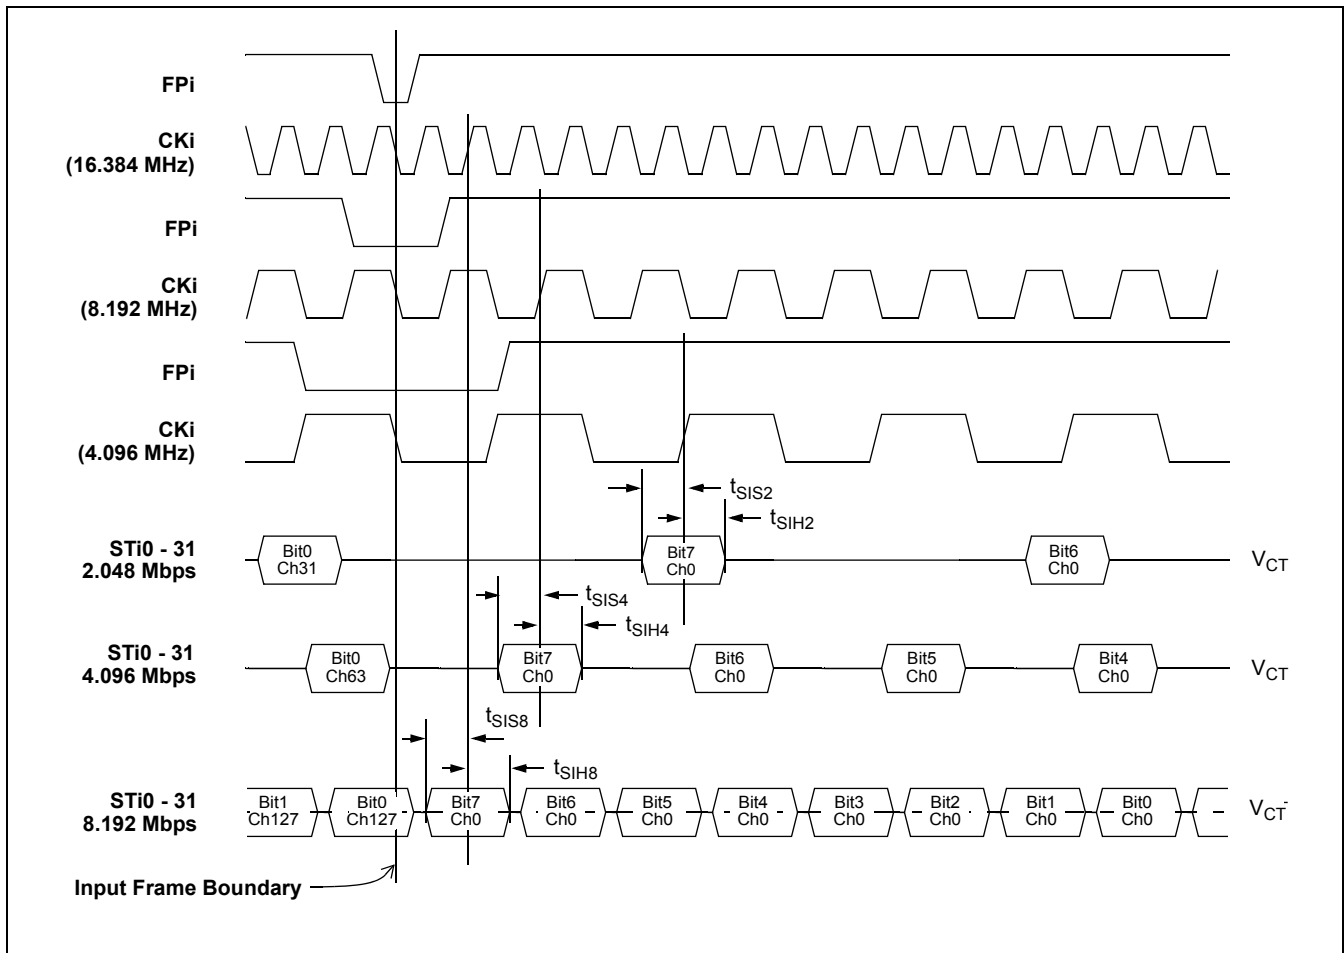 FPi
CKi
(16.384 MHz)
FPi
CKi
(8.192 MHz)
FPi
CKi
(4.096 MHz)
tSIS2
tSIH2
STi0 - 31
2.048 Mbps
Bit0
Ch31
Bit7
Ch0
Bit6
Ch0
VCT
tSIS4
tSIH4
STi0 - 31
4.096 Mbps
Bit0
Ch63
Bit7
Ch0
Bit6
Ch0
Bit5
Ch0
Bit4
Ch0
VCT
tSIS8
tSIH8
STi0 - 31
8.192 Mbps
Bit1
Ch127
Bit0
Ch127
Bit7
Ch0
Bit6
Ch0
Bit5
Ch0
Bit4
Ch0
Bit3
Ch0
Bit2
Ch0
Bit1
Ch0
Bit0
Ch0
VCT
Input Frame Boundary